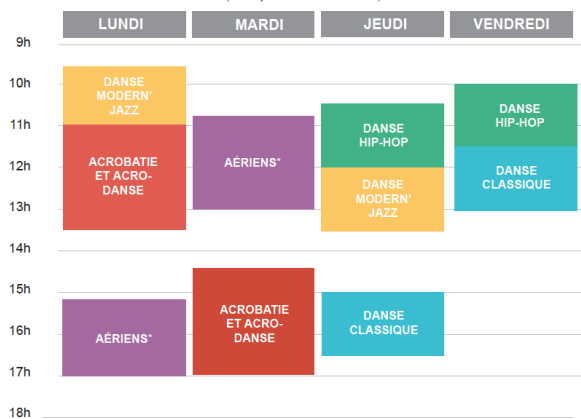 LUNDI MARDI JEUDI VENDREDI
9h
10h
11h
12h
13h
14h
15h
16h
17h
18h
DANSE
MODERN'
JAZZ
ACROBATIE
ET ACRO-
DANSE
AÉRIENS*
AÉRIENS*
ACROBATIE
ET ACRO-
DANSE
DANSE
HIP-HOP
DANSE
MODERN'
JAZZ
DANSE
CLASSIQUE
DANSE
HIP-HOP
DANSE
CLASSIQUE